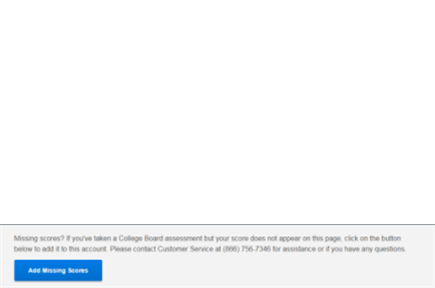 Missing scores? If you've taken a College Board assessment but your score does not appear on this page, click on the button
below to add it to this account. Please contact Customer Service at (866) 756-7346 for assistance or if you have any questions.
Add Missing Scores